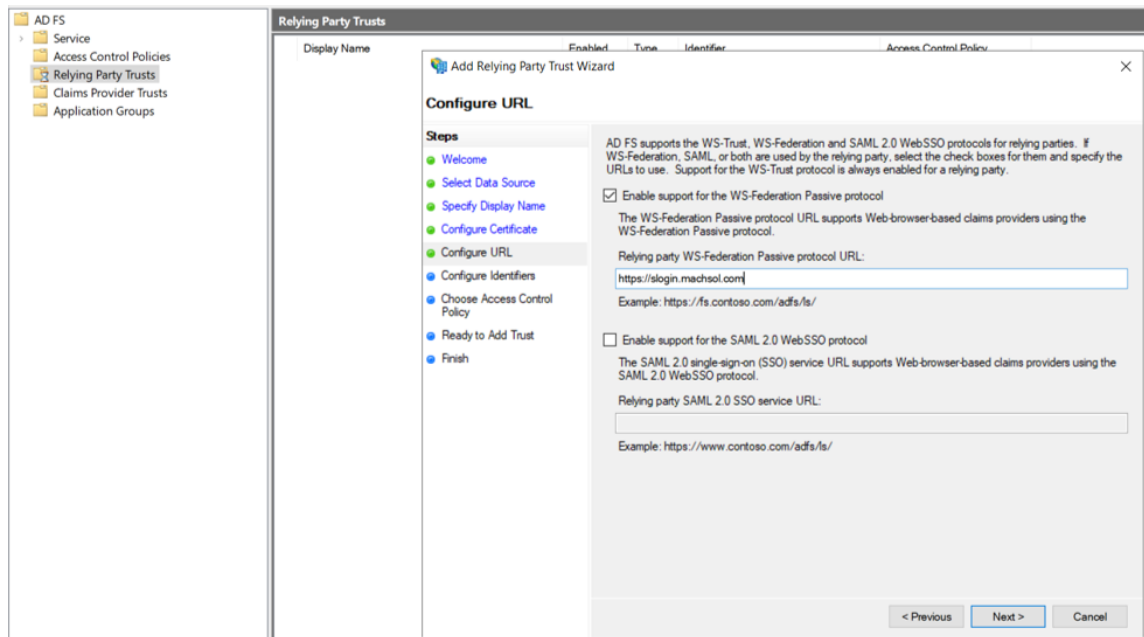 AD FS
Service
Access Control Policies
Relying Party Trusts
Claims Provider Trusts
Application Groups
Relying Party Trusts
Display Name Enabled Type Identifier Access Control Policy
Add Relying Party Trust Wizard
Configure URL
Steps
Welcome
Select Data Source
Specify Display Name
Configure Certificate
Configure URL
Configure Identifiers
Choose Access Control
Policy
Ready to Add Trust
Finish
AD FS supports the WS-Trust, WS-Federation and SAML 2.0 WebSSO protocols for relying parties. If
WS-Federation, SAML, or both are used by the relying party, select the check boxes for them and specify the
URLs to use. Support for the WS-Trust protocol is always enabled for a relying party.
Enable support for the WS-Federation Passive protocol
The WS-Federation Passive protocol URL supports Web-browser-based claims providers using the
WS-Federation Passive protocol.
Relying party WS-Federation Passive protocol URL:
https://slogin.machsol.com
Example: https://fs.contoso.com/adfs/ls/
Enable support for the SAML 2.0 WebSSO protocol
The SAML 2.0 single-sign-on (SSO) service URL supports Web-browser-based claims providers using the
SAML 2.0 WebSSO protocol.
Relying party SAML 2.0 SSO service URL:
Example: https://www.contoso.com/adfs/ls/
< Previous Next > Cancel